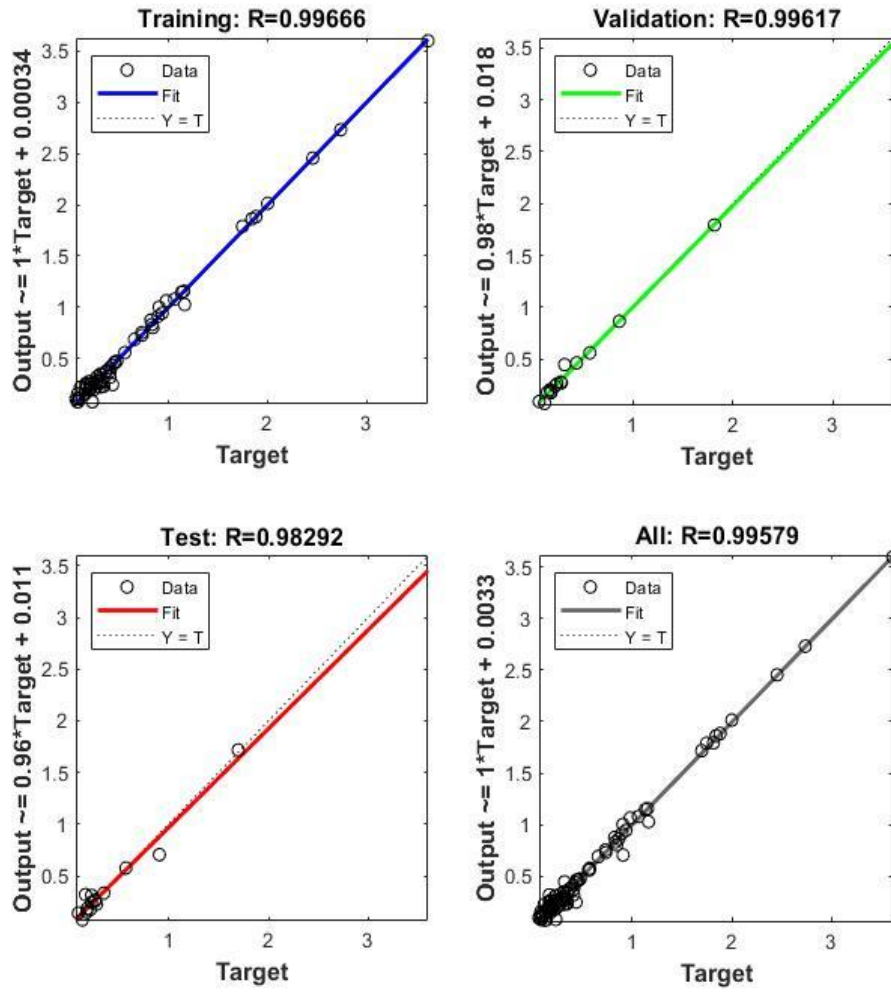 Training: R=0.99666
Output ~= 1*Target + 0.00034
3.5
3
2.5
2
1.5
1
0.5
Data
Fit
Y = T
1
2
3
Target
Validation: R=0.99617
Output ~= 0.98*Target + 0.018
3.5
3
2.5
2
1.5
1
0.5
Data
Fit
Y = T
1
2
3
Target
Test: R=0.98292
Output ~= 0.96*Target + 0.011
3.5
3
2.5
2
1.5
1
0.5
Data
Fit
Y = T
1
2
3
Target
All: R=0.99579
Output ~= 1*Target + 0.0033
3.5
3
2.5
2
1.5
1
0.5
Data
Fit
Y = T
1
2
3
Target